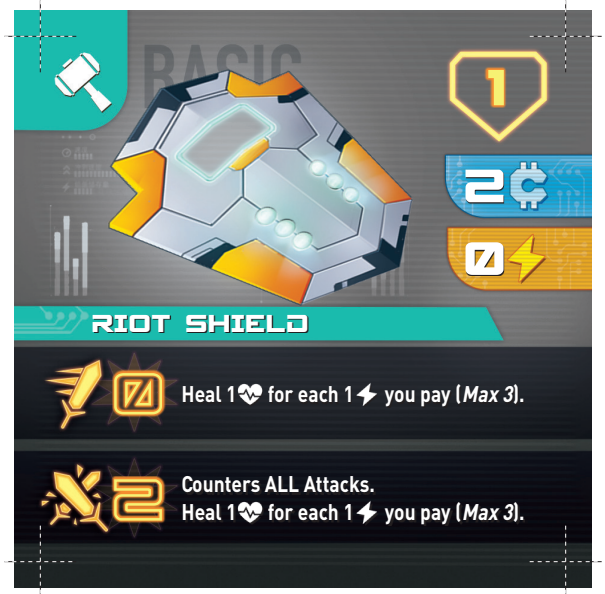 BASIC
1
2
0
RIOT SHIELD
0 Heal 1 for each 1 you pay (Max 3).
2 Counters ALL Attacks.
Heal 1 for each 1 you pay (Max 3).